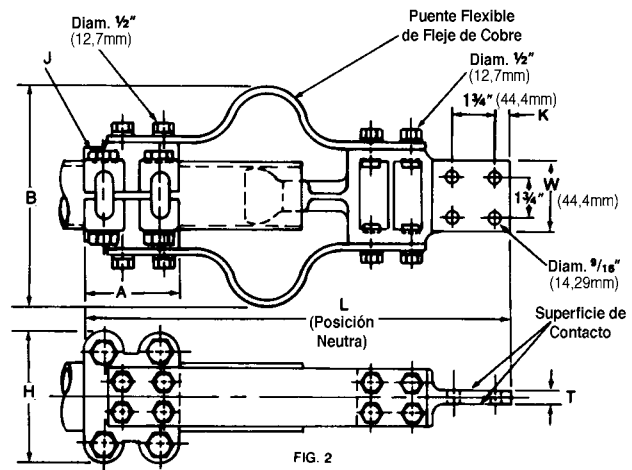 Diam. ½"
(12,7mm)
Puente Flexible
de Fleje de Cobre
J
Diam. ½"
(12,7mm)
1¾" (44,4mm)
K
B
1¾"
W
(44,4mm)
A
Diam. 9/16"
(14,29mm)
L
(Posición
Neutra)
Superficie de
Contacto
H
T
FIG. 2